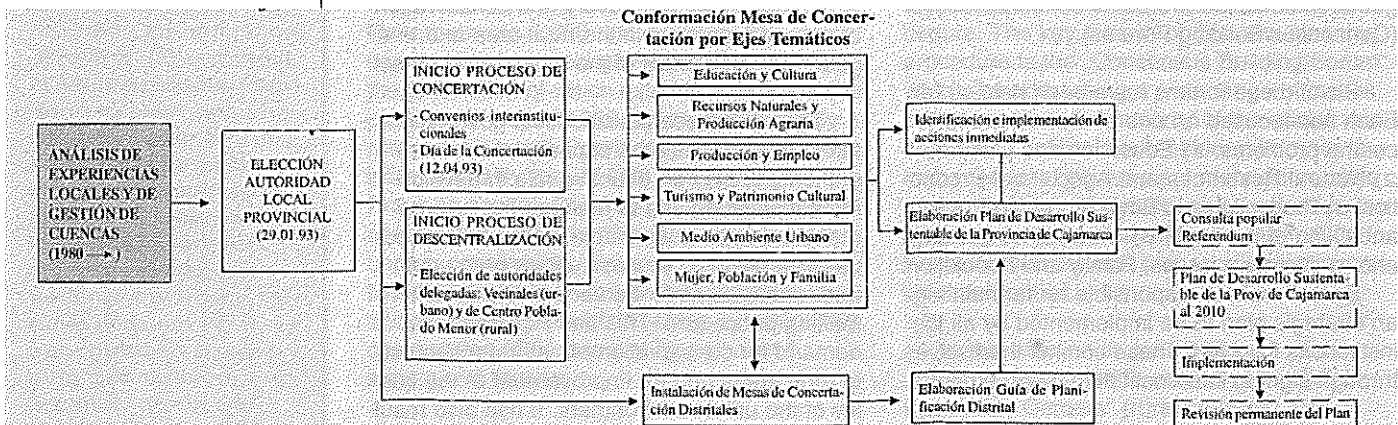 Conformación Mesa de Concer-
tación por Ejes Temáticos
ANÁLISIS DE
EXPERIENCIAS
LOCALES Y DE
GESTIÓN DE
CUENCAS
(1980 → )
ELECCIÓN
AUTORIDAD
LOCAL
PROVINCIAL
(29.01.93)
INICIO PROCESO DE
CONCERTACIÓN
- Convenios interinstitu-
cionales
- Día de la Concertación
(12.04.93)
INICIO PROCESO DE
DESCENTRALIZACIÓN
- Elección de autoridades
delegadas: Vecinales (ur-
bano) y de Centro Pobla-
do Menor (rural)
Educación y Cultura
Recursos Naturales y
Producción Agraria
Producción y Empleo
Turismo y Patrimonio Cultural
Medio Ambiente Urbano
Mujer, Población y Familia
Instalación de Mesas de Concerta-
ción Distritales
Identificación e implementación de
acciones inmediatas
Elaboración Plan de Desarrollo Sus-
tentable de la Provincia de Cajamarca
Elaboración Guía de Plani-
ficación Distrital
Consulta popular
Referéndum
Plan de Desarrollo Sustenta-
ble de la Prov. de Cajamarca
al 2010
Implementación
Revisión permanente del Plan